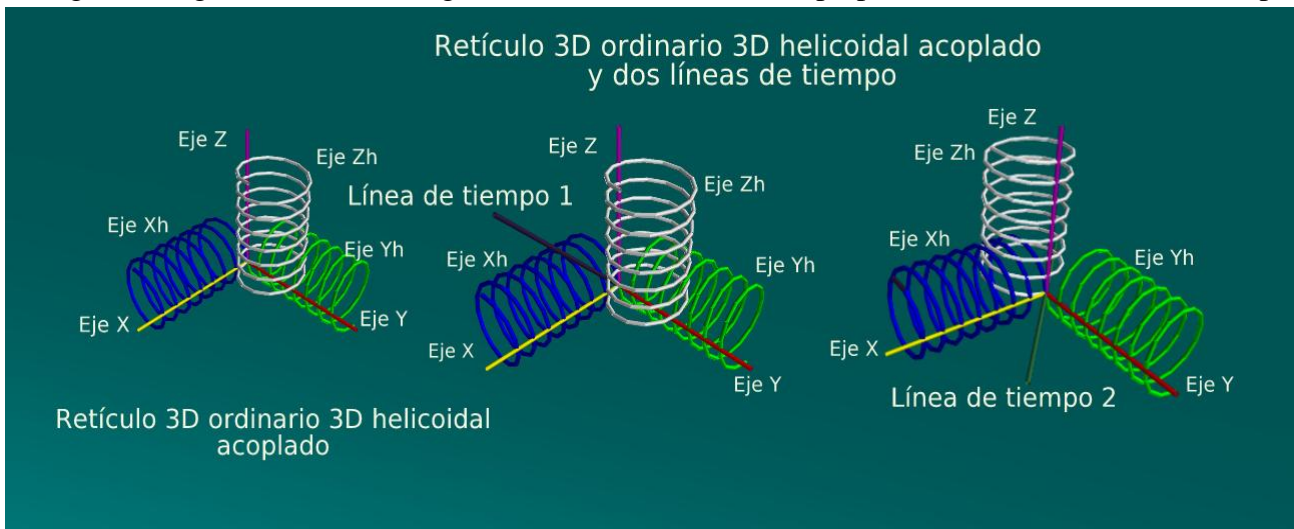 Retículo 3D ordinario 3D helicoidal acoplado
y dos líneas de tiempo
Eje Z
Eje Zh
Eje Xh
Eje Yh
Eje X
Eje Y
Retículo 3D ordinario 3D helicoidal
acoplado
Eje Z
Eje Zh
Línea de tiempo 1
Eje Xh
Eje Yh
Eje X
Eje Y
Eje Z
Eje Zh
Eje Xh
Eje Yh
Eje X
Eje Y
Línea de tiempo 2